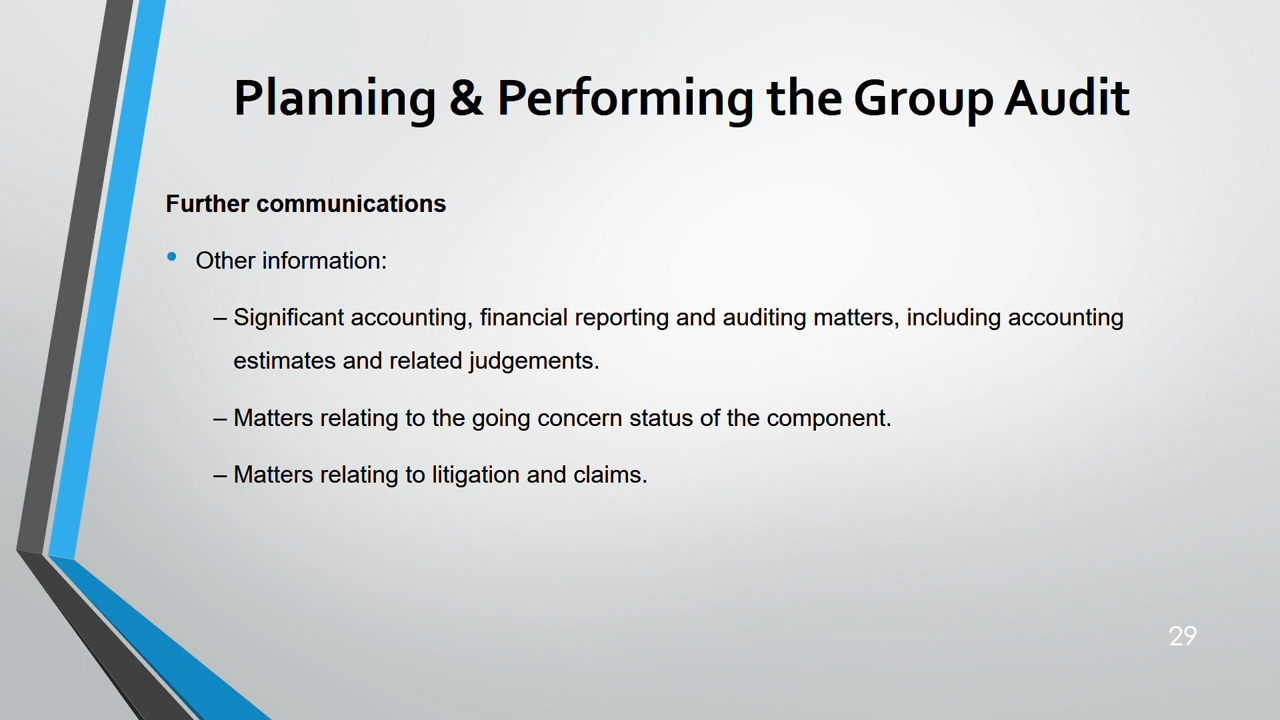 Planning & Performing the Group Audit
Further communications
• Other information:
– Significant accounting, financial reporting and auditing matters, including accounting
estimates and related judgements.
– Matters relating to the going concern status of the component.
– Matters relating to litigation and claims.
29